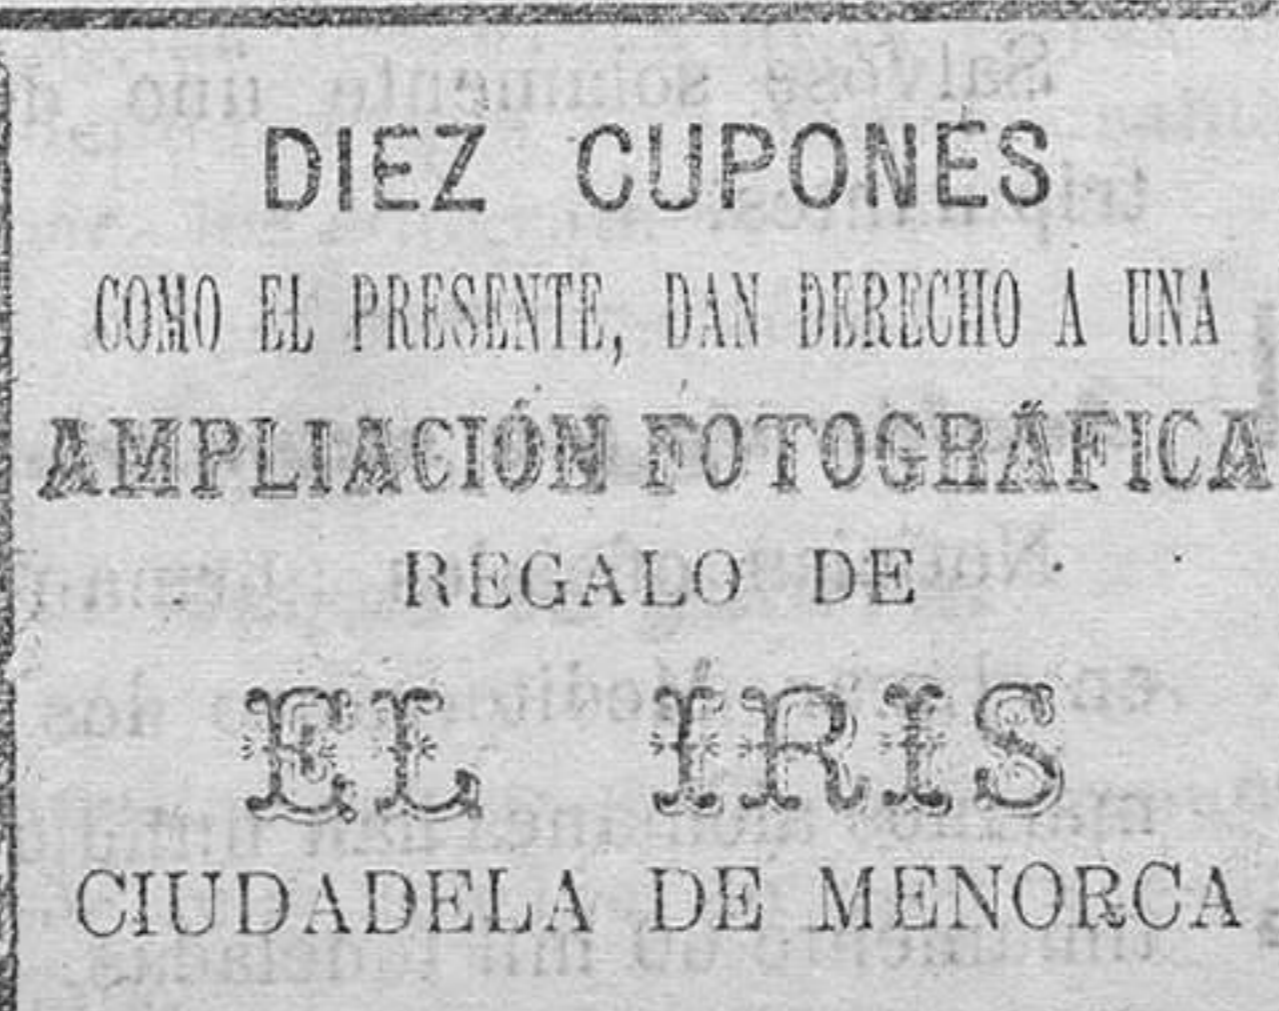 DIEZ CUPONES
COMO EL PRESENTE, DAN DERECHO A UNA
AMPLIACIÓN FOTOGRÁFICA
REGALO DE
EL IRIS
CIUDADELA DE MENORCA